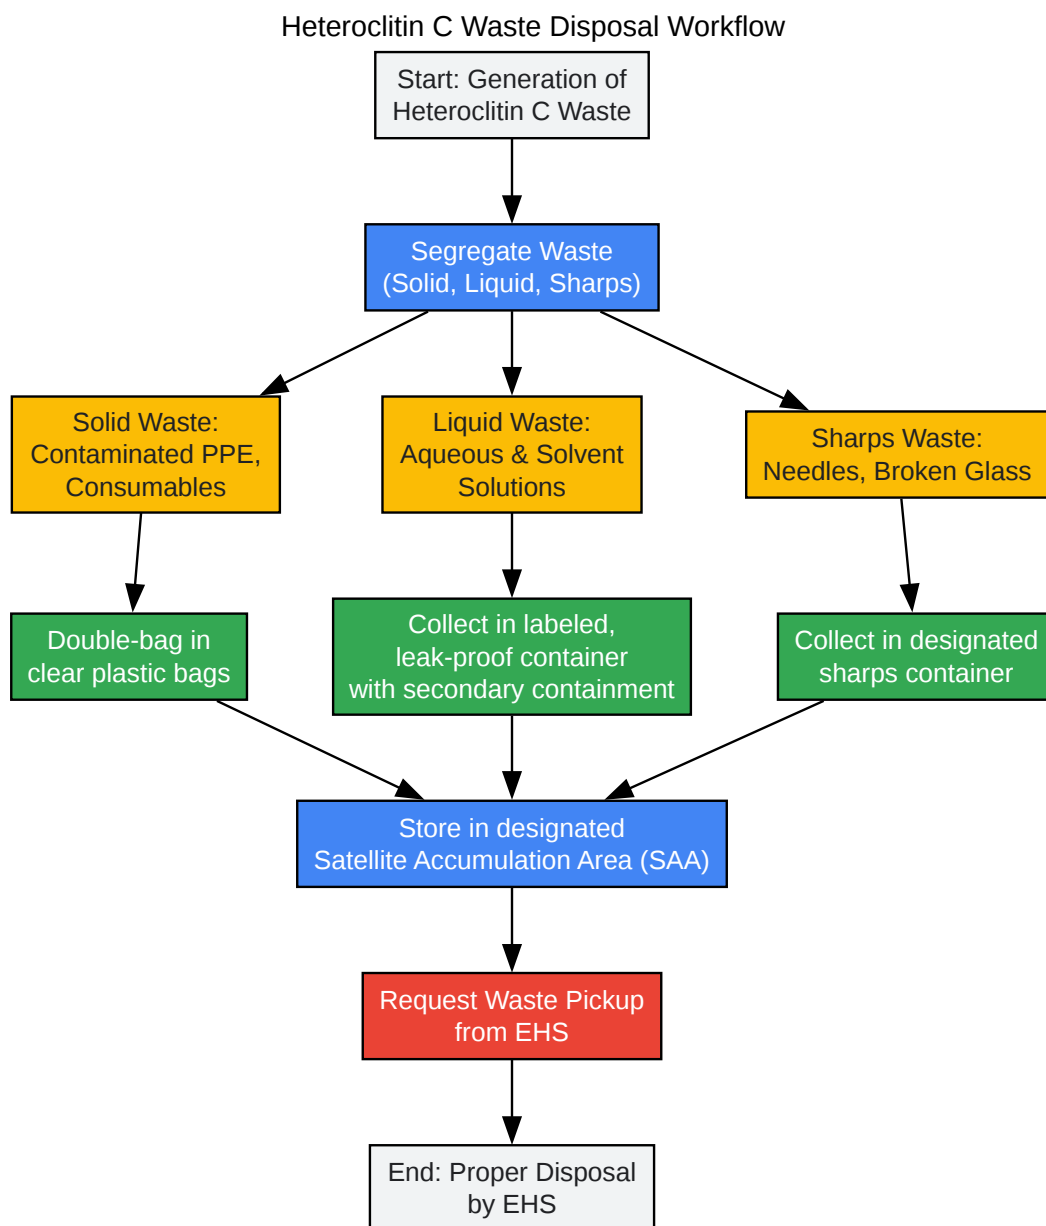 Heteroclitin C Waste Disposal Workflow
Start: Generation of
Heteroclitin C Waste
Segregate Waste
(Solid, Liquid, Sharps)
Solid Waste:
Contaminated PPE,
Consumables
Liquid Waste:
Aqueous & Solvent
Solutions
Sharps Waste:
Needles, Broken Glass
Double-bag in
clear plastic bags
Collect in labeled,
leak-proof container
with secondary containment
Collect in designated
sharps container
Store in designated
Satellite Accumulation Area (SAA)
Request Waste Pickup
from EHS
End: Proper Disposal
by EHS